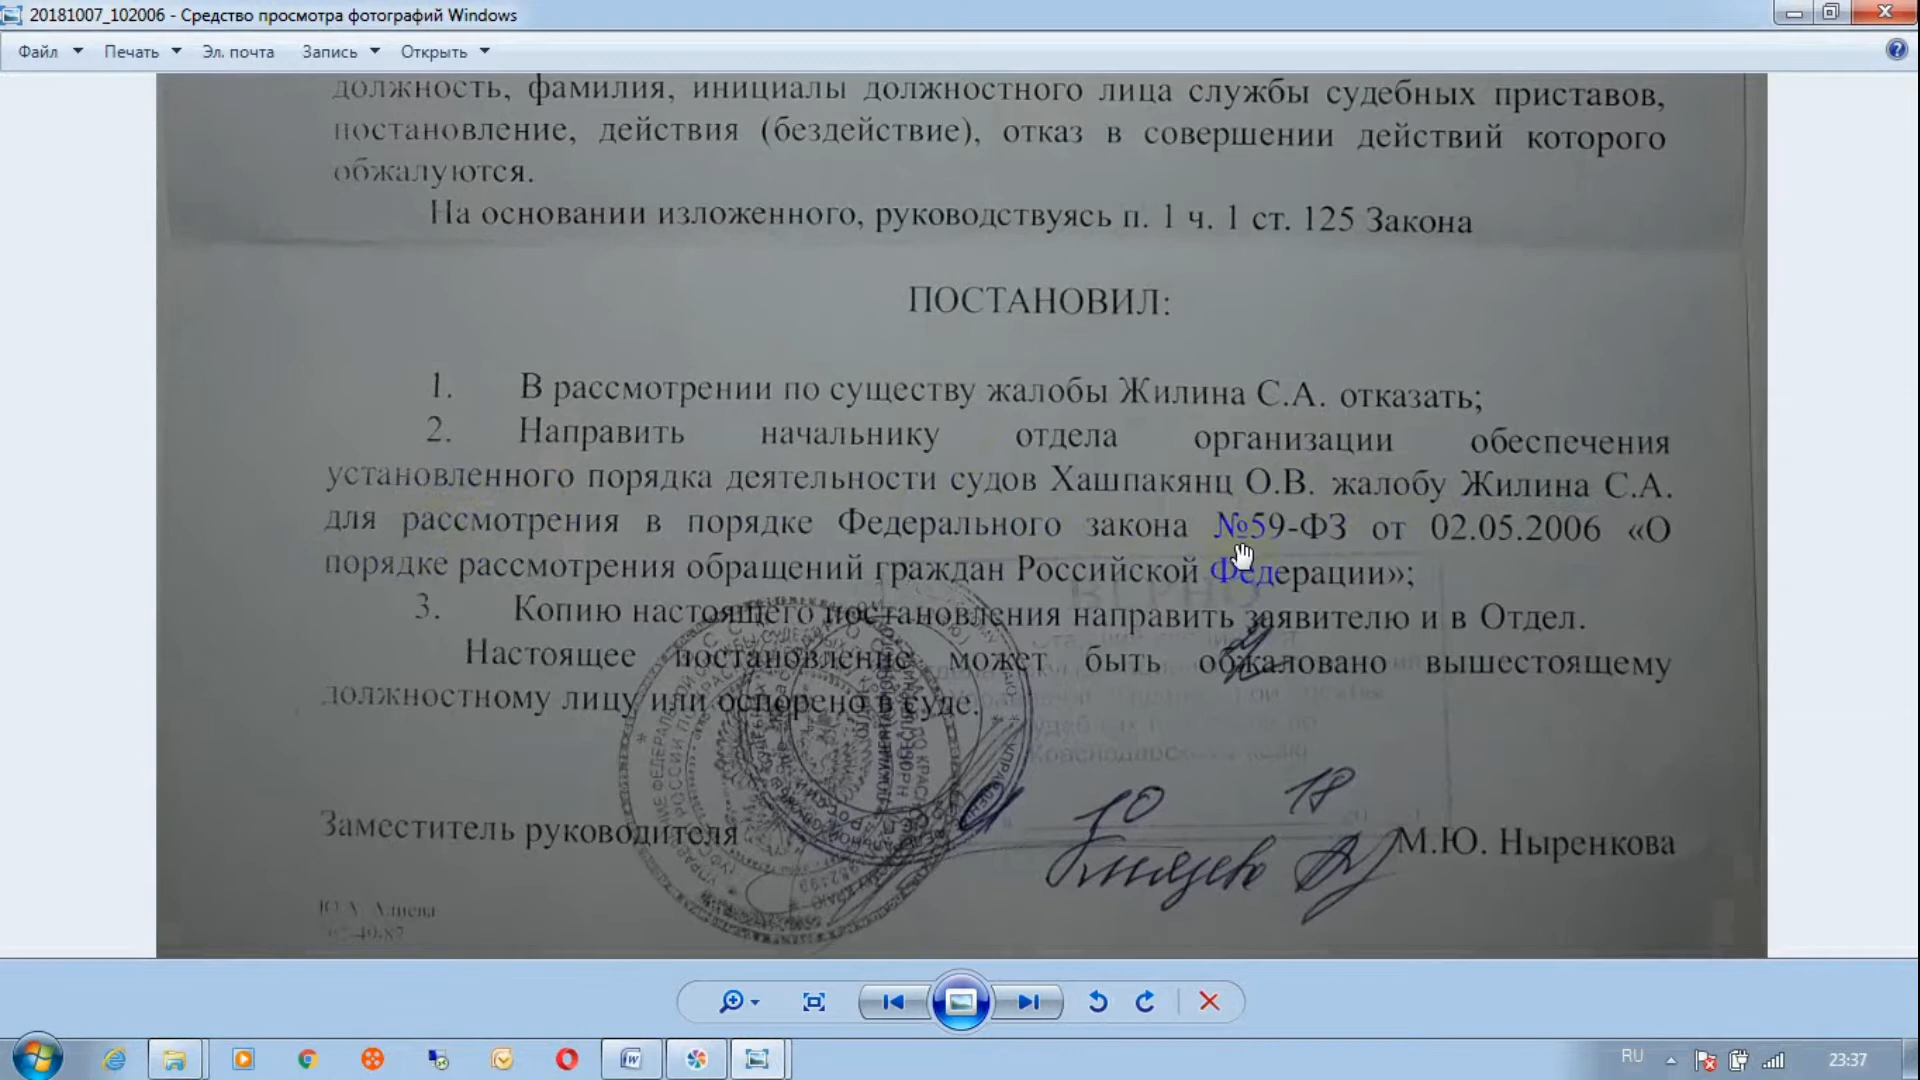 20181007_102006 - Средство просмотра фотографий Windows
Файл Печать Эл. почта Запись Открыть
должность, фамилия, инициалы должностного лица службы судебных приставов,
постановление, действия (бездействие), отказ в совершении действий которого
обжалуются.
На основании изложенного, руководствуясь п. 1 ч. 1 ст. 125 Закона
ПОСТАНОВИЛ:
1. В рассмотрении по существу жалобы Жилина С.А. отказать;
2. Направить начальнику отдела организации обеспечения
установленного порядка деятельности судов Хашпакянц О.В. жалобу Жилина С.А.
для рассмотрения в порядке Федерального закона №59-ФЗ от 02.05.2006 «О
порядке рассмотрения обращений граждан Российской Федерации»;
3. Копию настоящего постановления направить заявителю и в Отдел.
Настоящее постановление может быть обжаловано вышестоящему
должностному лицу или оспорено в суде.
10 18
Заместитель руководителя М.Ю. Ныренкова
Ю.А. Алиева
RU 23:37